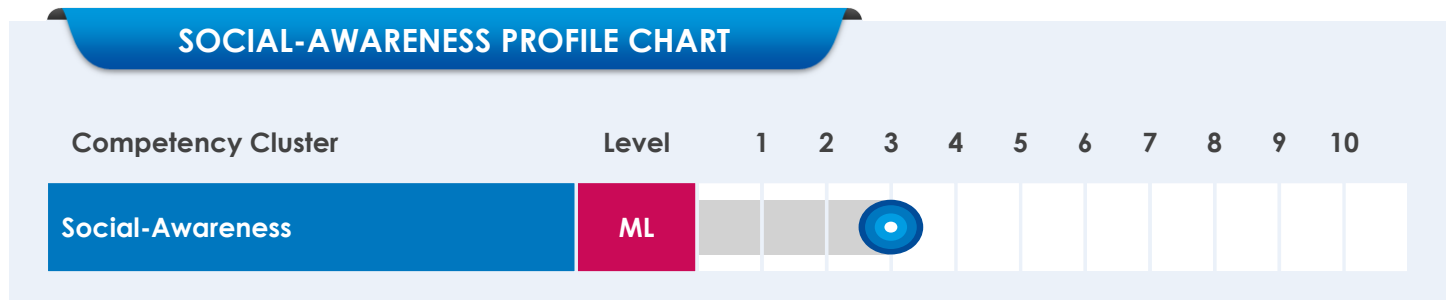 SOCIAL-AWARENESS PROFILE CHART
Competency Cluster Level 1 2 3 4 5 6 7 8 9 10
Social-Awareness ML